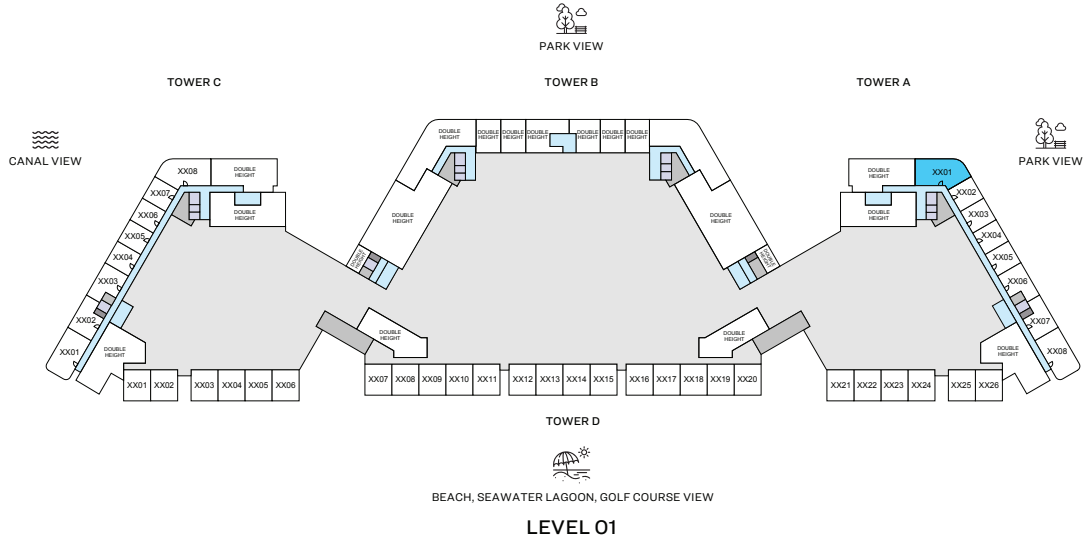 PARK VIEW
TOWER C
TOWER B
TOWER A
CANAL VIEW
PARK VIEW
DOUBLE
HEIGHT
DOUBLE
HEIGHT
DOUBLE
HEIGHT
DOUBLE
HEIGHT
DOUBLE
HEIGHT
DOUBLE
HEIGHT
DOUBLE
HEIGHT
XX08
DOUBLE
HEIGHT
XX07
XX06
XX05
XX04
XX03
XX02
XX01
DOUBLE
HEIGHT
DOUBLE
HEIGHT
DOUBLE
HEIGHT
DOUBLE
HEIGHT
DOUBLE
HEIGHT
DOUBLE
HEIGHT
DOUBLE
HEIGHT
XX01
XX02
XX03
XX04
XX05
XX06
XX07
XX08
DOUBLE
HEIGHT
DOUBLE
HEIGHT
DOUBLE
HEIGHT
DOUBLE
HEIGHT
DOUBLE
HEIGHT
XX01 XX02 XX03 XX04 XX05 XX06 XX07 XX08 XX09 XX10 XX11 XX12 XX13 XX14 XX15 XX16 XX17 XX18 XX19 XX20 XX21 XX22 XX23 XX24 XX25 XX26
TOWER D
BEACH, SEAWATER LAGOON, GOLF COURSE VIEW
LEVEL 01